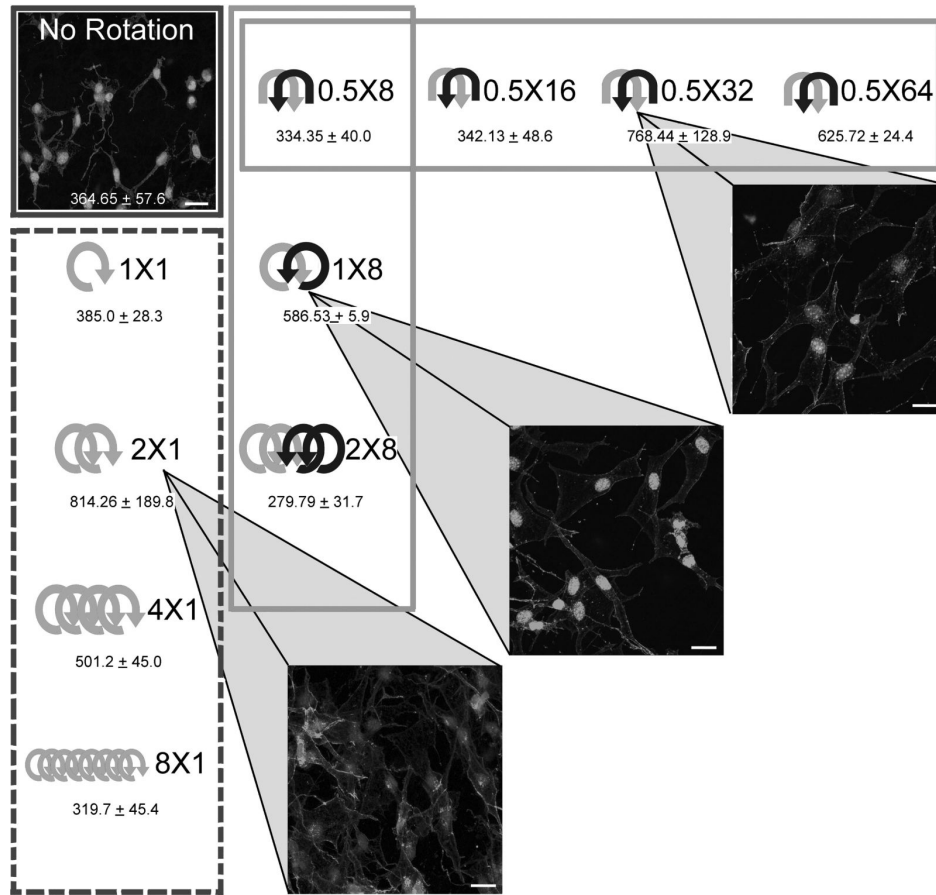 No Rotation
364.65 ± 57.6
0.5X8
334.35 ± 40.0
0.5X16
342.13 ± 48.6
0.5X32
768.44 ± 128.9
0.5X64
625.72 ± 24.4
1X1
385.0 ± 28.3
1X8
586.53 ± 5.9
2X1
814.26 ± 189.8
2X8
279.79 ± 31.7
4X1
501.2 ± 45.0
8X1
319.7 ± 45.4